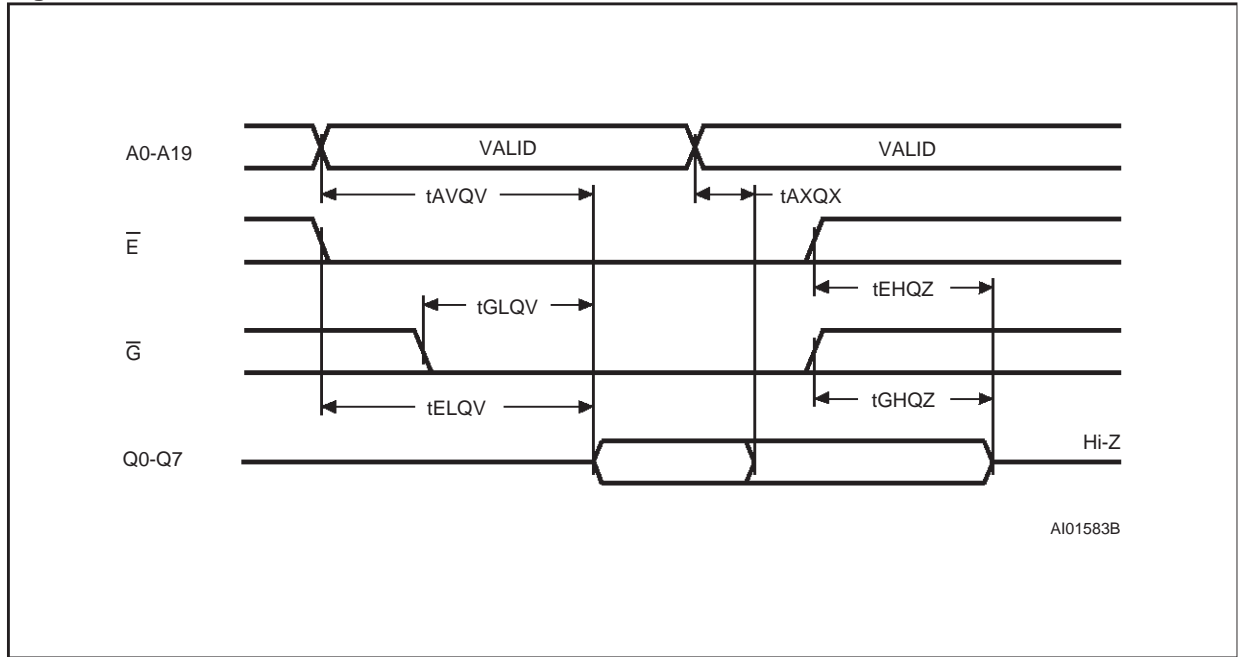 A0-A19
VALID
VALID
tAVQV
tAXQX
E
tEHQZ
tGLQV
G
tGHQZ
tELQV
Hi-Z
Q0-Q7
AI01583B